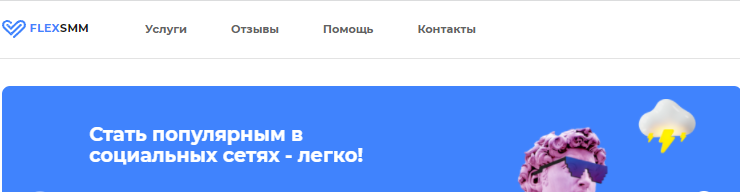 FLEXSMM Услуги Отзывы Помощь Контакты
Стать популярным в
социальных сетях - легко!